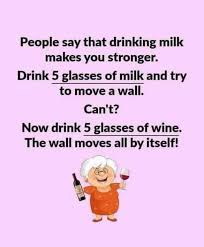 People say that drinking milk
makes you stronger.
Drink 5 glasses of milk and try
to move a wall.
Can't?
Now drink 5 glasses of wine.
The wall moves all by itself!